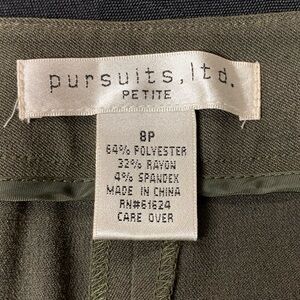 pursuits, ltd.
PETITE
8P
64% POLYESTER
32% RAYON
4% SPANDEX
MADE IN CHINA
RN#61624
CARE OVER